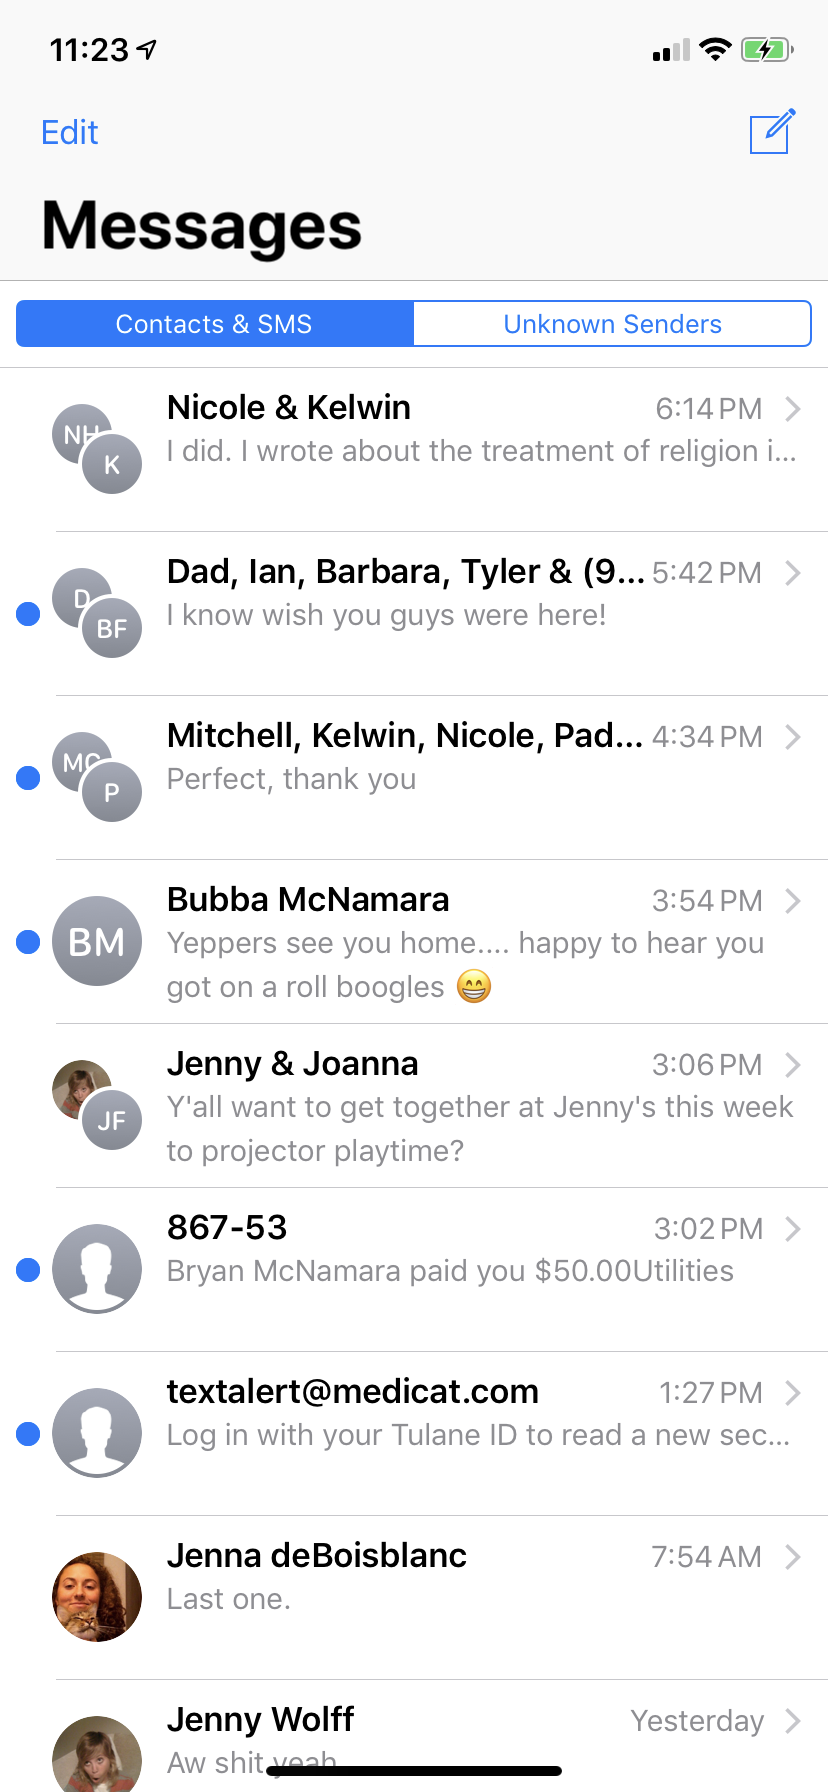 11:23
Edit
Messages
Contacts & SMS
Unknown Senders
Nicole & Kelwin 6:14 PM
NH
K
I did. I wrote about the treatment of religion i...
Dad, Ian, Barbara, Tyler & (9... 5:42 PM
D
BF
I know wish you guys were here!
Mitchell, Kelwin, Nicole, Pad... 4:34 PM
MC
P
Perfect, thank you
Bubba McNamara 3:54 PM
BM
Yeppers see you home.... happy to hear you
got on a roll boogles 😁
Jenny & Joanna 3:06 PM
JF
Y'all want to get together at Jenny's this week
to projector playtime?
867-53 3:02 PM
Bryan McNamara paid you $50.00Utilities
textalert@medicat.com 1:27 PM
Log in with your Tulane ID to read a new sec...
Jenna deBoisblanc 7:54 AM
Last one.
Jenny Wolff Yesterday
Aw shit yeah